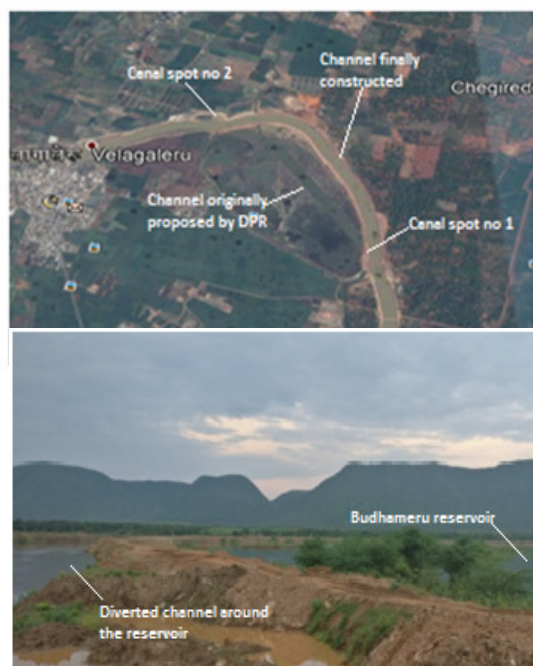 Canal spot no 2
Channel finally
constructed
Chegired
Velagaleru
Channel originally
proposed by DPR
Canal spot no 1
Budhameru reservoir
Diverted channel around
the reservoir